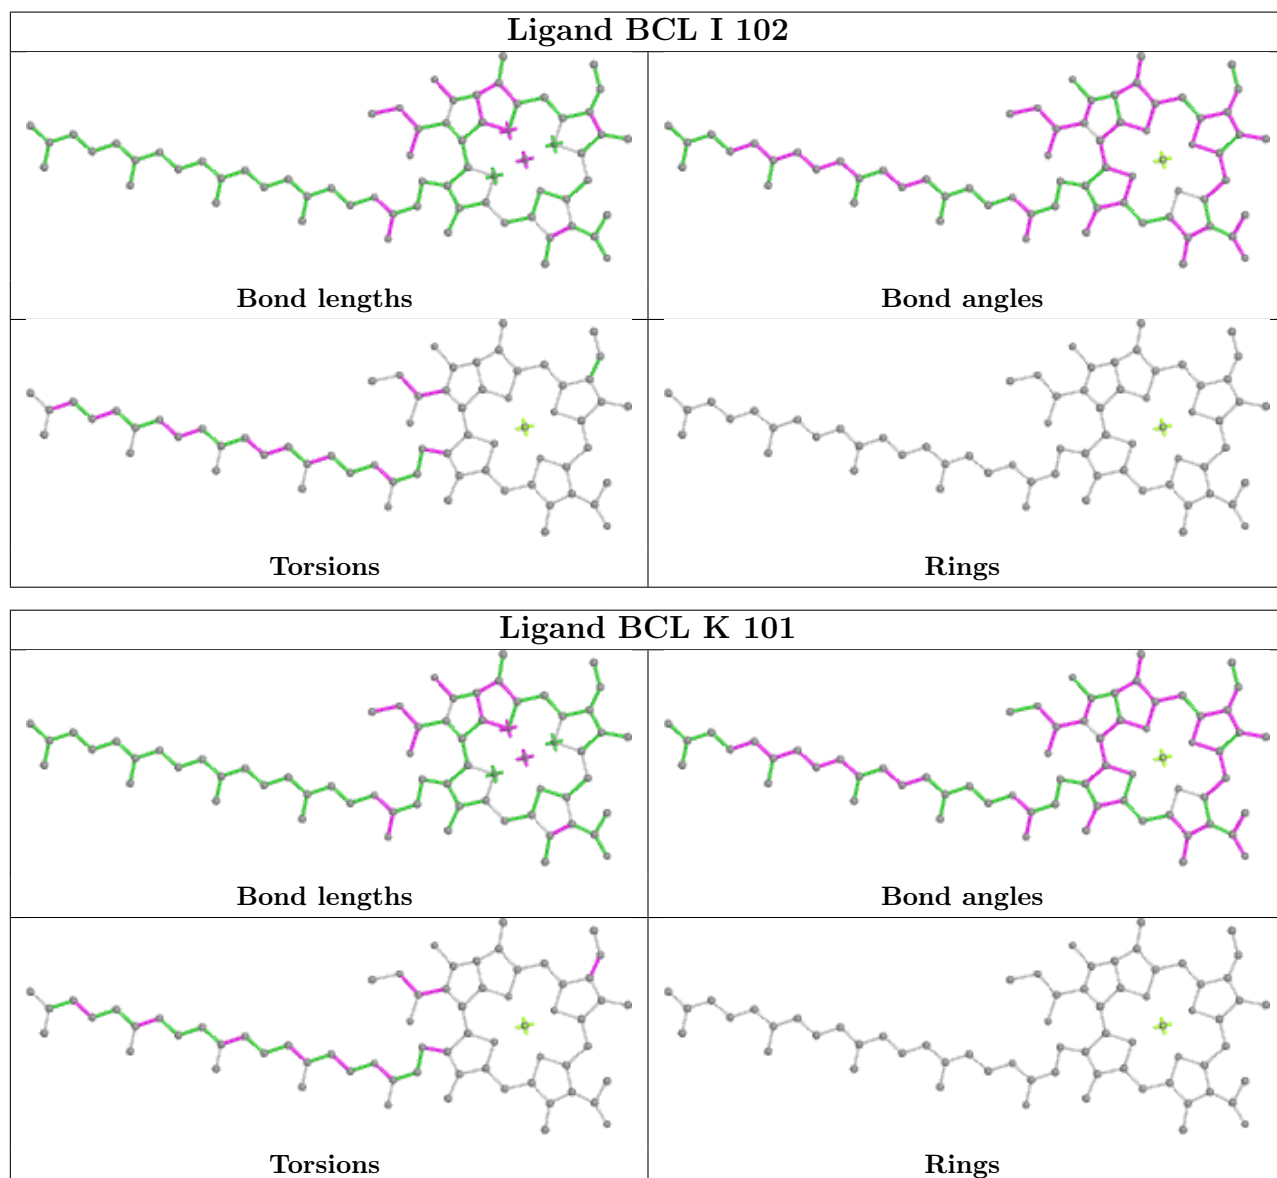 Ligand BCL I 102
Bond lengths
Bond angles
Torsions
Rings
Ligand BCL K 101
Bond lengths
Bond angles
Torsions
Rings